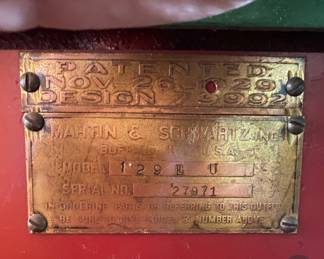 PATENTED
NOV. 26-1929
DESIGN 79992
MARTIN & SCHWARTZ, INC.
BUFFALO, N.Y., U.S.A.
MODEL 129 E U
SERIAL NO. 27971
IN ORDERING PARTS OR REFERRING TO THIS OUTFIT
BE SURE TO GIVE MODEL & NUMBER ABOVE